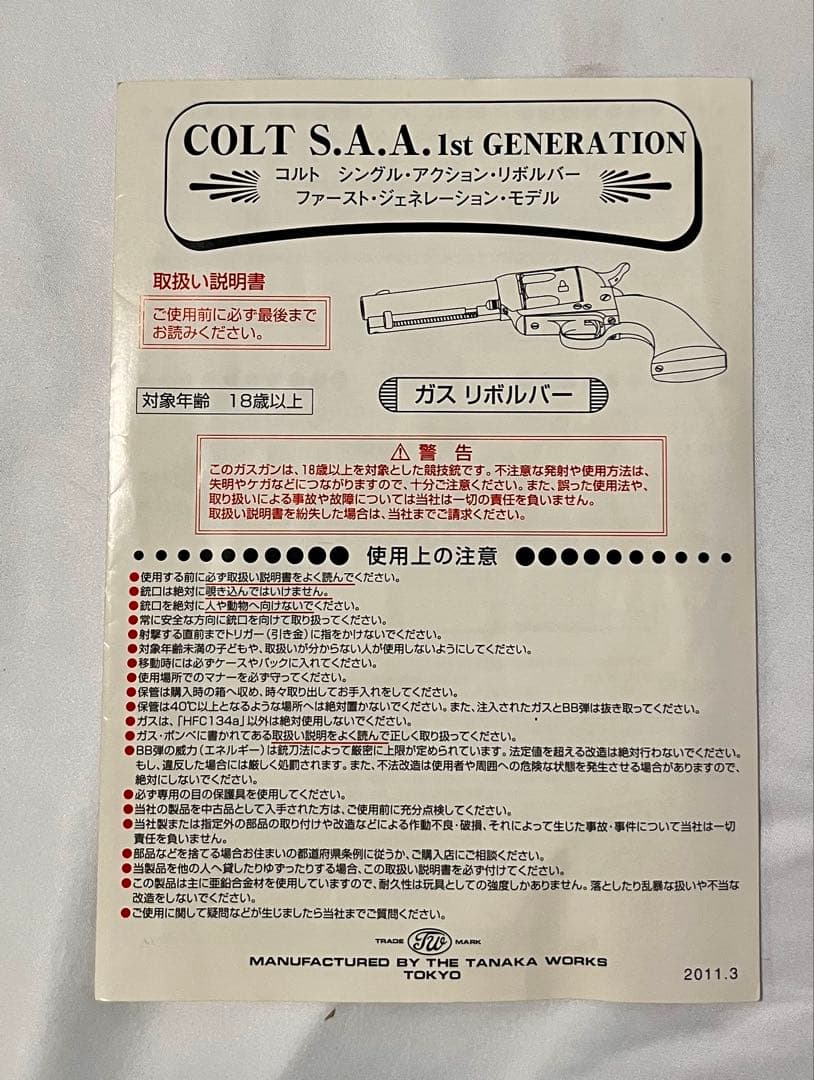 COLT S.A.A. 1st GENERATION
コルト シングル・アクション・リボルバー
ファースト・ジェネレーション・モデル
取扱い説明書
ご使用前に必ず最後まで
お読みください。
対象年齢 18歳以上
ガス リボルバー
⚠ 警 告
このガスガンは、18歳以上を対象とした競技銃です。不注意な発射や使用方法は、
失明やケガなどにつながりますので、十分ご注意ください。また、誤った使用法や、
取り扱いによる事故や故障については当社は一切の責任を負いません。
取扱い説明書を紛失した場合は、当社までご請求ください。
使用上の注意
●使用する前に必ず取扱い説明書をよく読んでください。
●銃口は絶対に覗き込んではいけません。
●銃口を絶対に人や動物へ向けないでください。
●常に安全な方向に銃口を向けて取り扱ってください。
●射撃する直前までトリガー(引き金)に指をかけないでください。
●対象年齢未満の子どもや、取扱いが分からない人が使用しないようにしてください。
●移動時には必ずケースやバックに入れてください。
●使用場所でのマナーを必ず守ってください。
●保管は購入時の箱へ収め、時々取り出してお手入れをしてください。
●保管は40℃以上となるような場所へは絶対置かないでください。また、注入されたガスとBB弾は抜き取ってください。
●ガスは、「HFC134a」以外は絶対使用しないでください。
●ガス・ボンベに書かれてある取扱い説明をよく読んで正しく取り扱ってください。
●BB弾の威力(エネルギー)は銃刀法によって厳密に上限が定められています。法定値を超える改造は絶対行わないでください。
もし、違反した場合には厳しく処罰されます。また、不法改造は使用者や周囲への危険な状態を発生させる場合がありますので、
絶対にしないでください。
●必ず専用の目の保護具を使用してください。
●当社の製品を中古品として入手された方は、ご使用前に充分点検してください。
●当社製または指定外の部品の取り付けや改造などによる作動不良・破損、それによって生じた事故・事件について当社は一切
責任を負いません。
●部品などを捨てる場合お住まいの都道府県条例に従うか、ご購入店にご相談ください。
●当製品を他の人へ貸したりゆずったりする場合、この取扱い説明書を必ず付けてください。
●この製品は主に亜鉛合金材を使用していますので、耐久性は玩具としての強度しかありません。落としたり乱暴な扱いや不当な
改造をしないでください。
●ご使用に関して疑問などが生じましたら当社までご質問ください。
TRADE TW MARK
MANUFACTURED BY THE TANAKA WORKS
TOKYO
2011.3